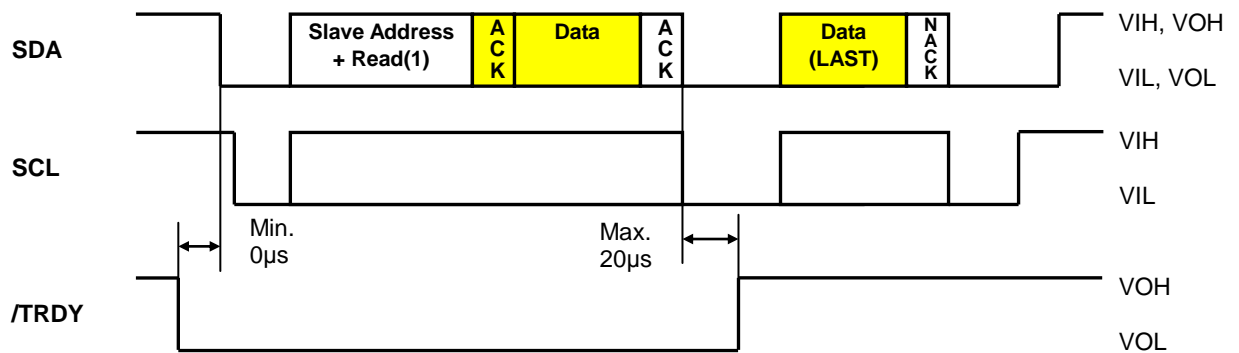 SDA
Slave Address
+ Read(1)
A
C
K
Data
A
C
K
Data
(LAST)
N
A
C
K
VIH, VOH
VIL, VOL
SCL
VIH
VIL
Min.
0µs
Max.
20µs
/TRDY
VOH
VOL